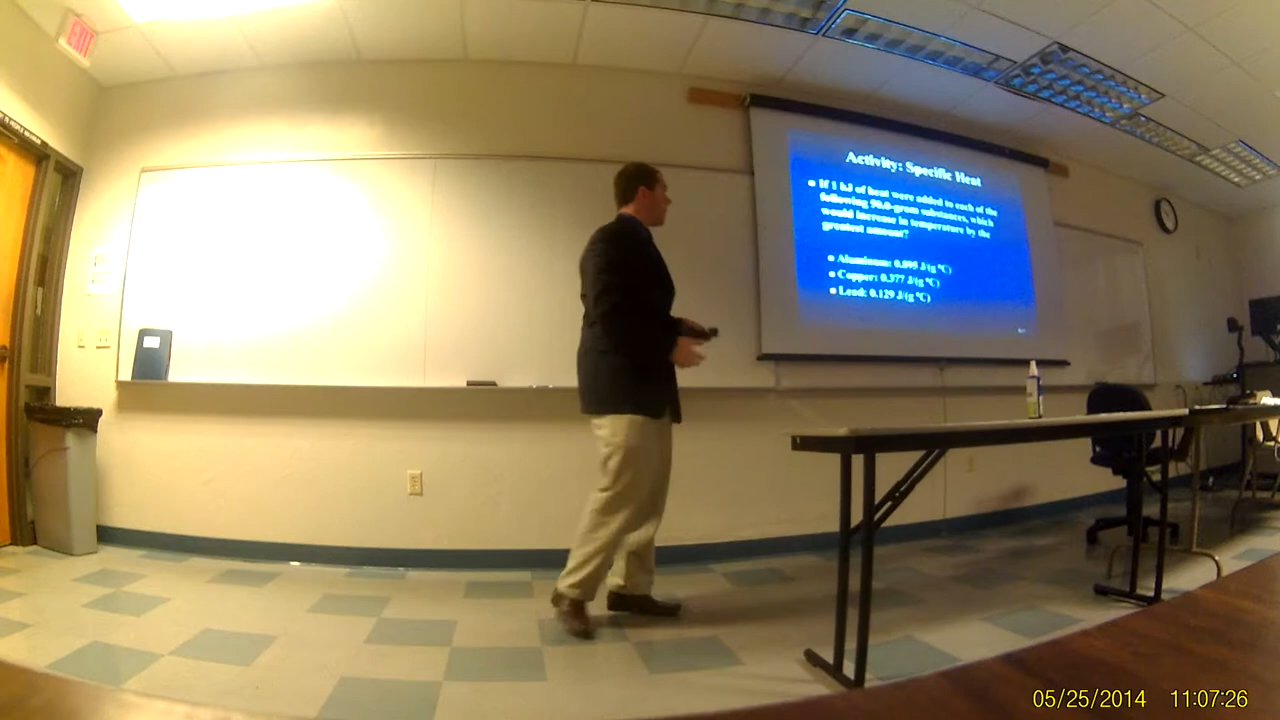 EXIT
Activity: Specific Heat
▪ If 1 kJ of heat were added to each of the
following 50.0-gram substances, which
would increase in temperature by the
greatest amount?
▪ Aluminum: 0.895 J/(g °C)
▪ Copper: 0.377 J/(g °C)
▪ Lead: 0.129 J/(g °C)
05/25/2014 11:07:26